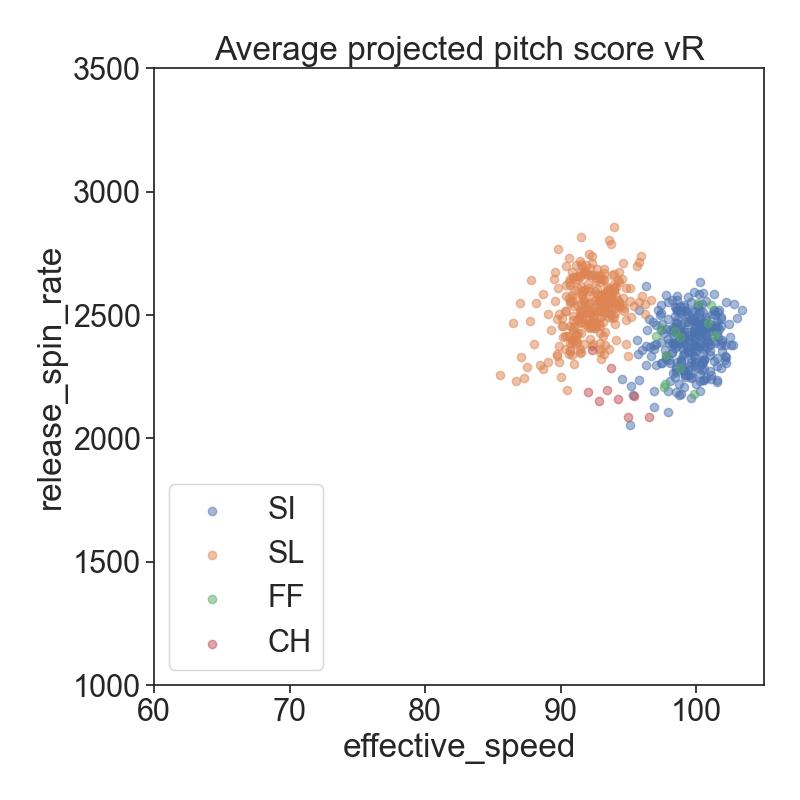 Average projected pitch score vR
3500
3000
2500
2000
1500
1000
release_spin_rate
SI
SL
FF
CH
60 70 80 90 100
effective_speed